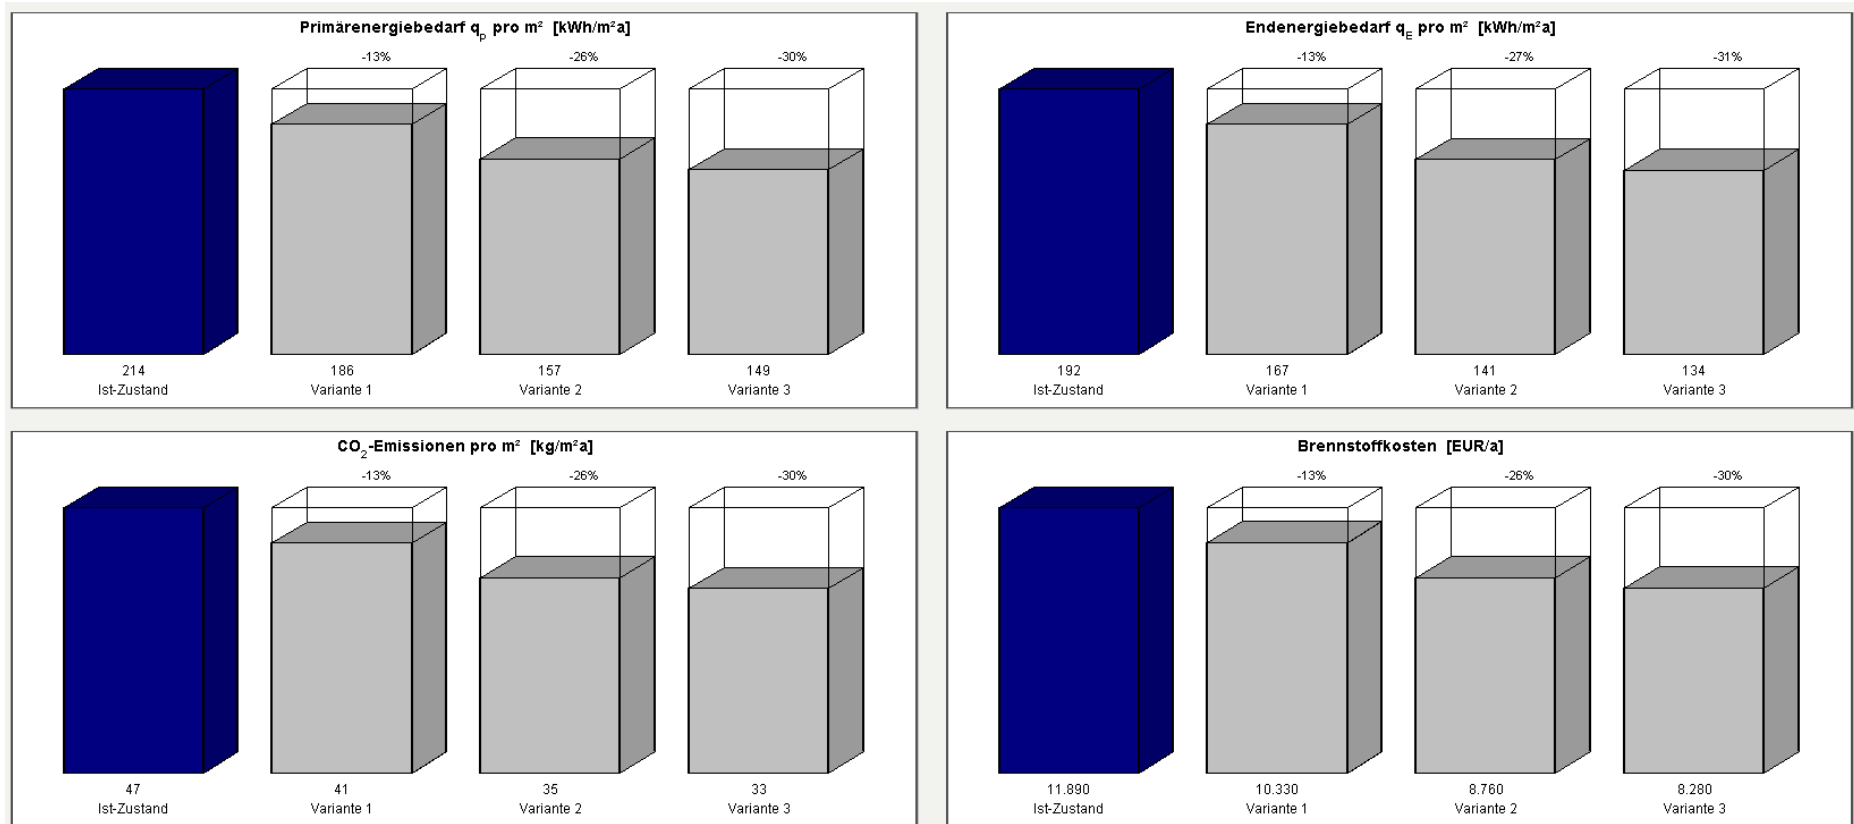 Primärenergiebedarf qp pro m² [kWh/m²a]
-13% -26% -30%
214 186 157 149
Ist-Zustand Variante 1 Variante 2 Variante 3
Endenergiebedarf qE pro m² [kWh/m²a]
-13% -27% -31%
192 167 141 134
Ist-Zustand Variante 1 Variante 2 Variante 3
CO2-Emissionen pro m² [kg/m²a]
-13% -26% -30%
47 41 35 33
Ist-Zustand Variante 1 Variante 2 Variante 3
Brennstoffkosten [EUR/a]
-13% -26% -30%
11.890 10.330 8.760 8.280
Ist-Zustand Variante 1 Variante 2 Variante 3